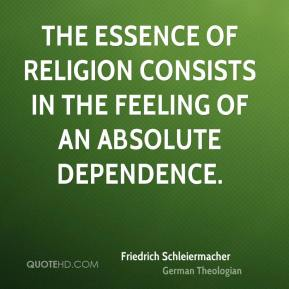 THE ESSENCE OF
RELIGION CONSISTS
IN THE FEELING OF
AN ABSOLUTE
DEPENDENCE.
Friedrich Schleiermacher
QUOTEHD.COM
German Theologian